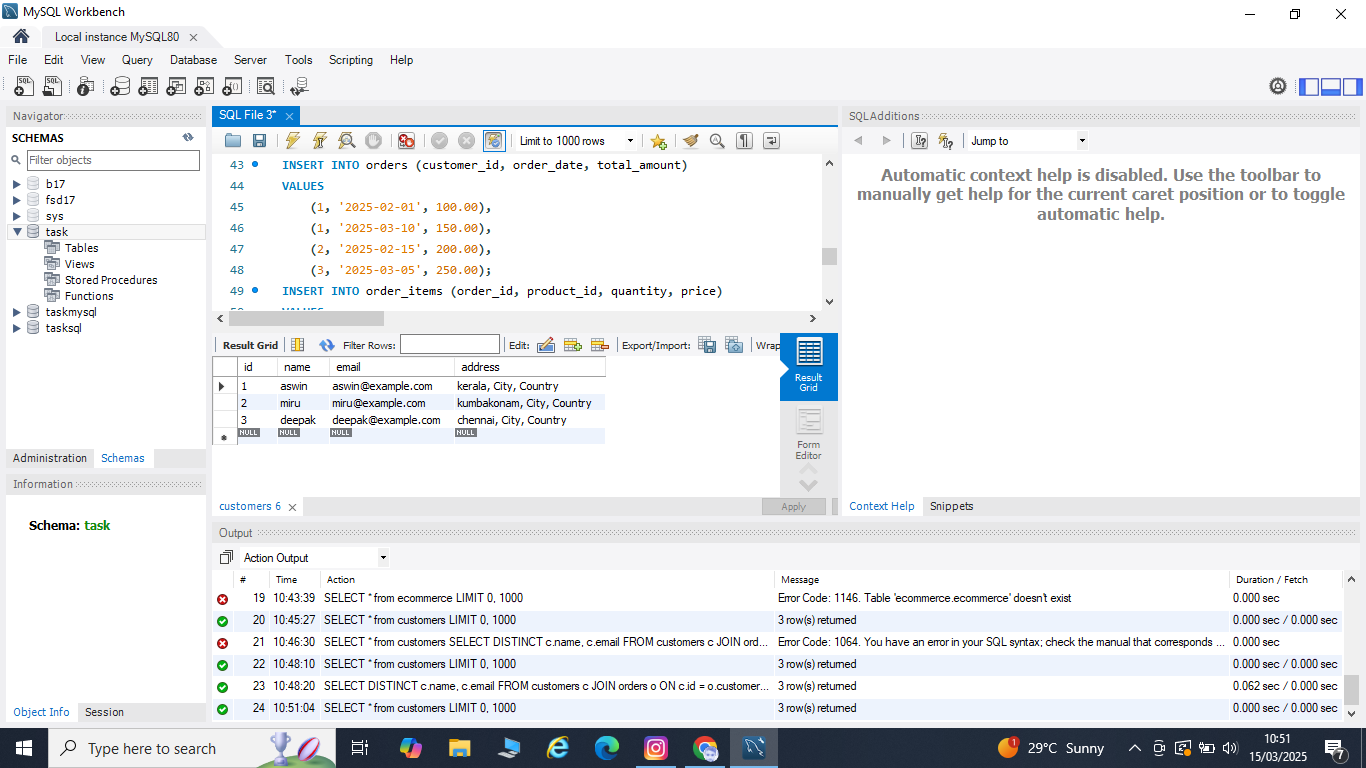 MySQL Workbench
Local instance MySQL80
File Edit View Query Database Server Tools Scripting Help
Navigator
SCHEMAS
Filter objects
b17
fsd17
sys
task
Tables
Views
Stored Procedures
Functions
taskmysql
tasksql
Administration Schemas
Information
Schema: task
Object Info Session
SQL File 3*
Limit to 1000 rows
43 INSERT INTO orders (customer_id, order_date, total_amount)
44 VALUES
45 (1, '2025-02-01', 100.00),
46 (1, '2025-03-10', 150.00),
47 (2, '2025-02-15', 200.00),
48 (3, '2025-03-05', 250.00);
49 INSERT INTO order_items (order_id, product_id, quantity, price)
Result Grid Filter Rows: Edit: Export/Import: Wrap
id name email address
1 aswin aswin@example.com kerala, City, Country
2 miru miru@example.com kumbakonam, City, Country
3 deepak deepak@example.com chennai, City, Country
NULL NULL NULL NULL
Result
Grid
Form
Editor
customers 6
Apply
SQL Additions
Jump to
Automatic context help is disabled. Use the toolbar to
manually get help for the current caret position or to toggle
automatic help.
Context Help Snippets
Output
Action Output
# Time Action Message Duration / Fetch
19 10:43:39 SELECT * from ecommerce LIMIT 0, 1000 Error Code: 1146. Table 'ecommerce.ecommerce' doesn't exist 0.000 sec
20 10:45:27 SELECT * from customers LIMIT 0, 1000 3 row(s) returned 0.000 sec / 0.000 sec
21 10:46:30 SELECT * from customers SELECT DISTINCT c.name, c.email FROM customers c JOIN ord... Error Code: 1064. You have an error in your SQL syntax; check the manual that corresponds ... 0.000 sec
22 10:48:10 SELECT * from customers LIMIT 0, 1000 3 row(s) returned 0.000 sec / 0.000 sec
23 10:48:20 SELECT DISTINCT c.name, c.email FROM customers c JOIN orders o ON c.id = o.customer... 3 row(s) returned 0.062 sec / 0.000 sec
24 10:51:04 SELECT * from customers LIMIT 0, 1000 3 row(s) returned 0.000 sec / 0.000 sec
Type here to search
1
29°C Sunny
10:51
15/03/2025
7